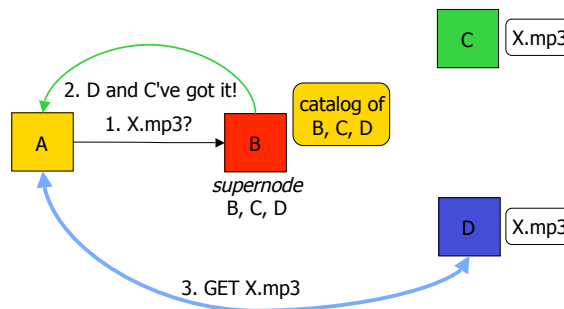 C
X.mp3
2. D and C've got it!
catalog of
B, C, D
1. X.mp3?
A
B
supernode
B, C, D
D
X.mp3
3. GET X.mp3